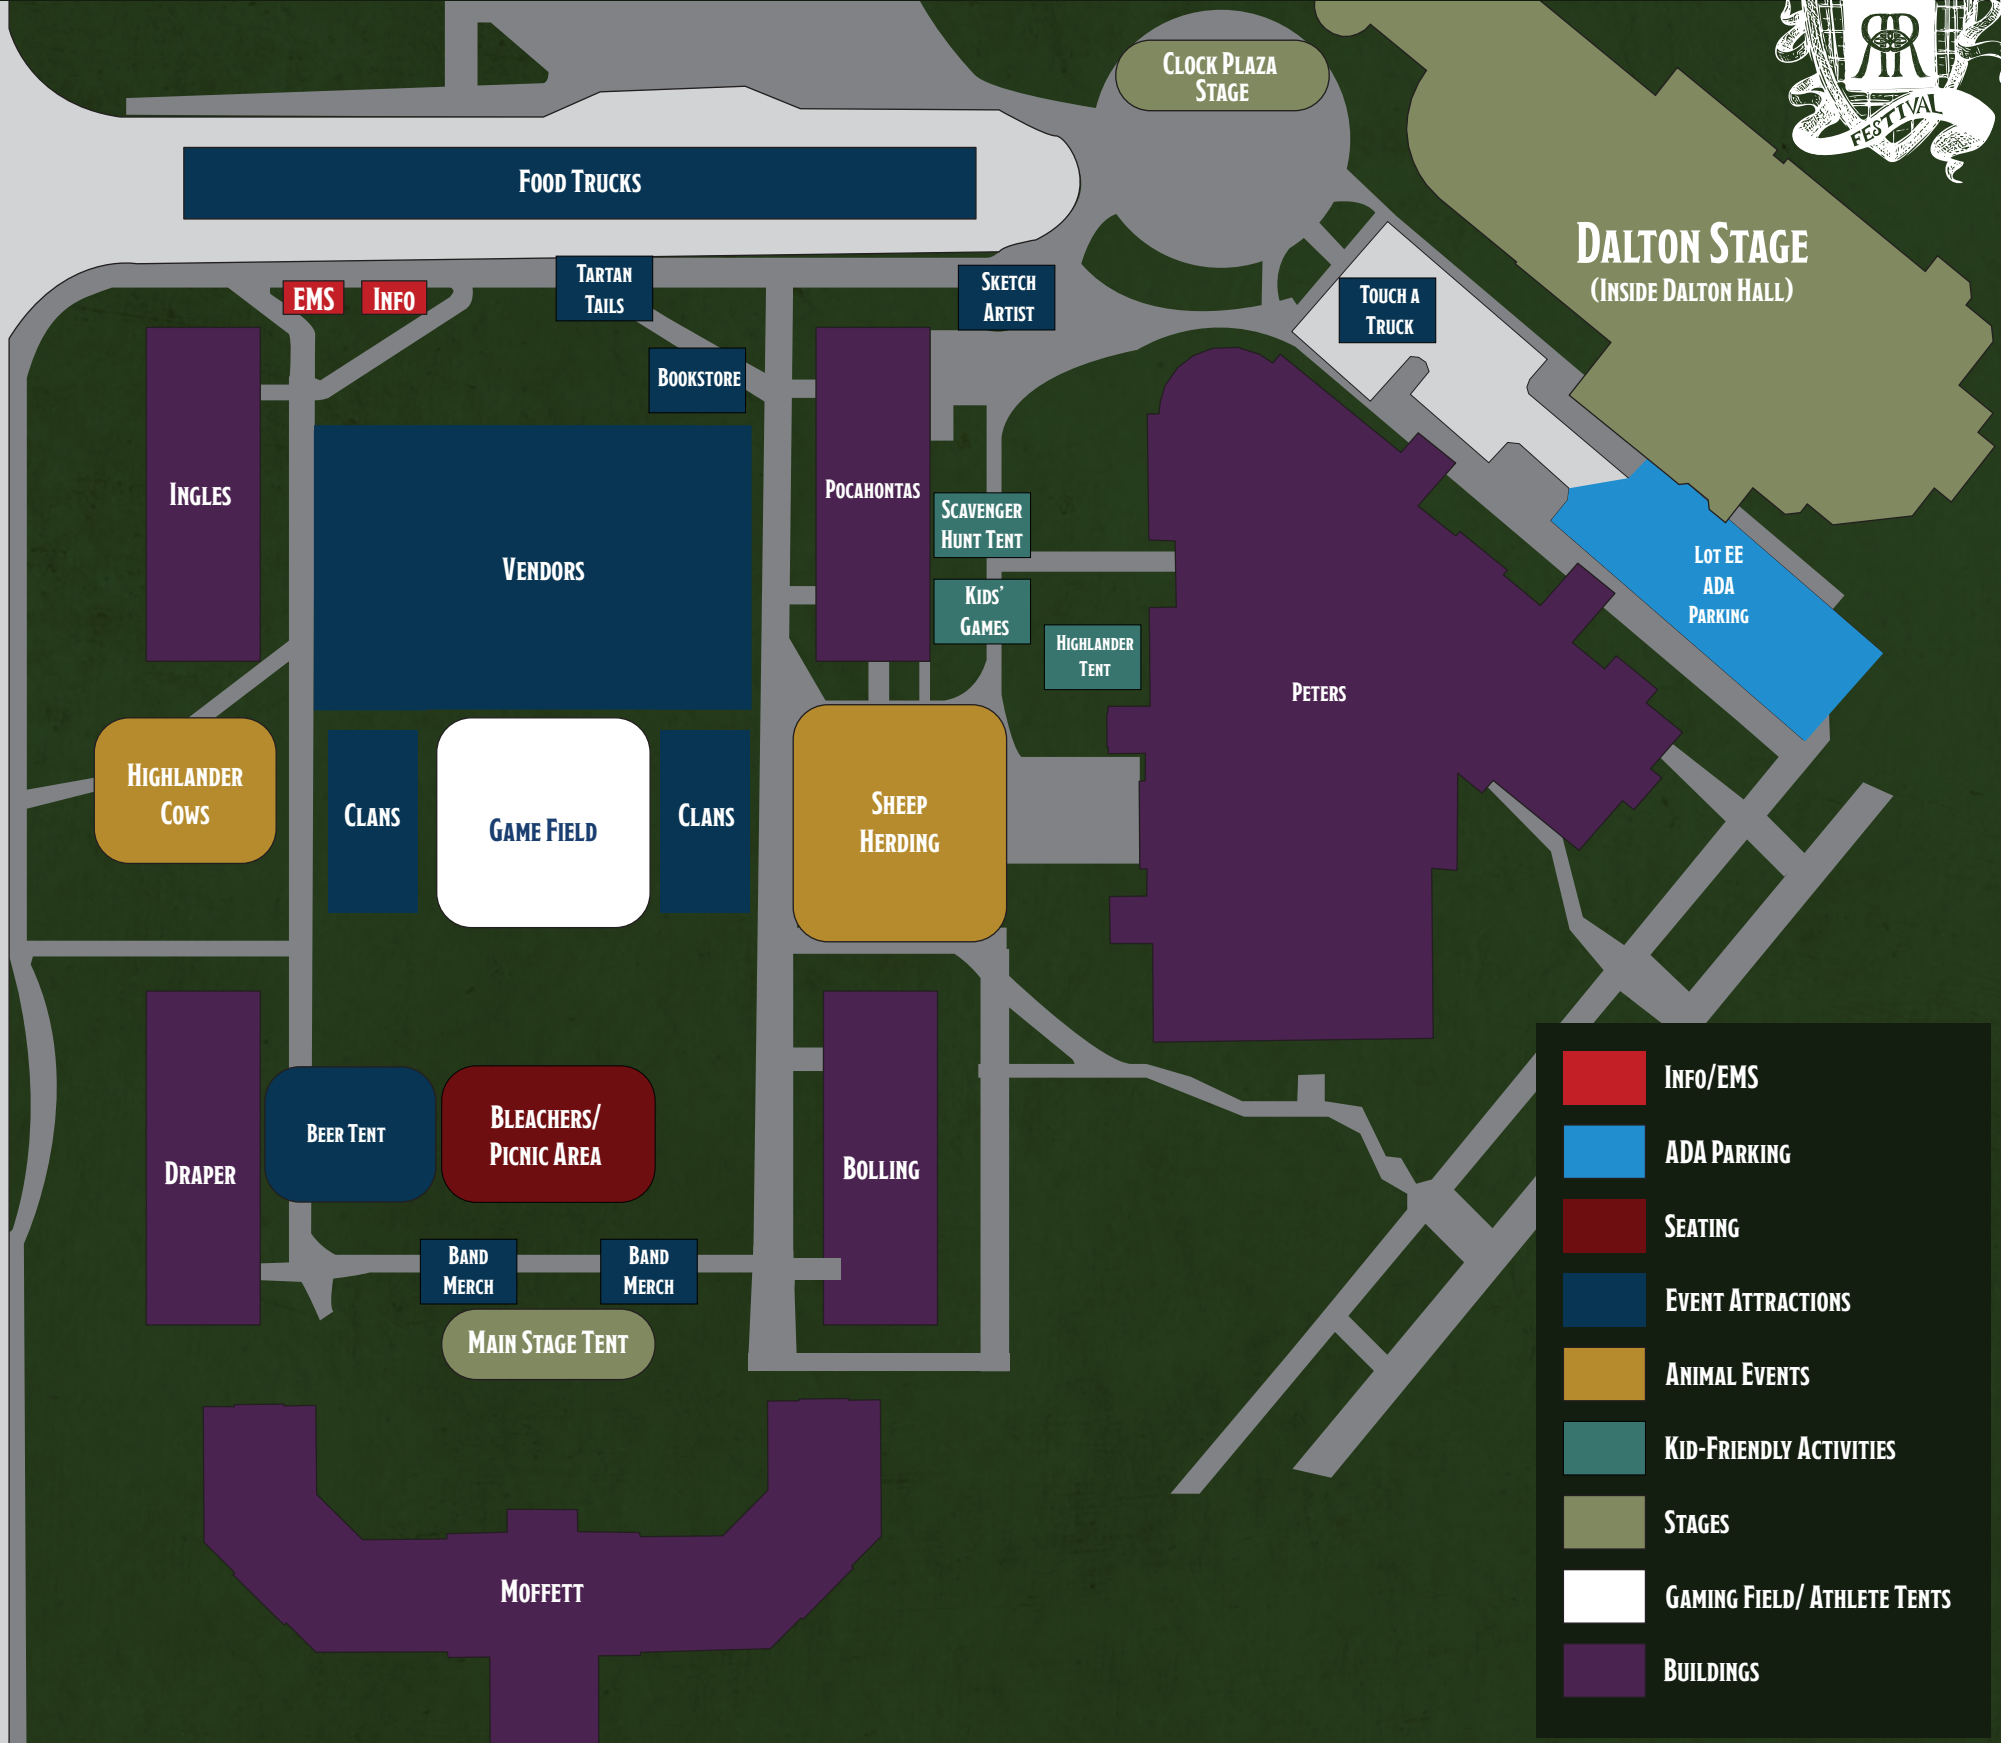 Clock Plaza
Stage
RR
FESTIVAL
Food Trucks
Dalton Stage
(Inside Dalton Hall)
EMS
Info
Tartan
Tails
Sketch
Artist
Touch a
Truck
Bookstore
Ingles
Pocahontas
Vendors
Scavenger
Hunt Tent
Kids'
Games
Highlander
Tent
Lot EE
ADA
Parking
Peters
Highlander
Cows
Clans
Game Field
Clans
Sheep
Herding
Draper
Beer Tent
Bleachers/
Picnic Area
Bolling
Band
Merch
Band
Merch
Main Stage Tent
Moffett
Info/EMS
ADA Parking
Seating
Event Attractions
Animal Events
Kid-Friendly Activities
Stages
Gaming Field/ Athlete Tents
Buildings